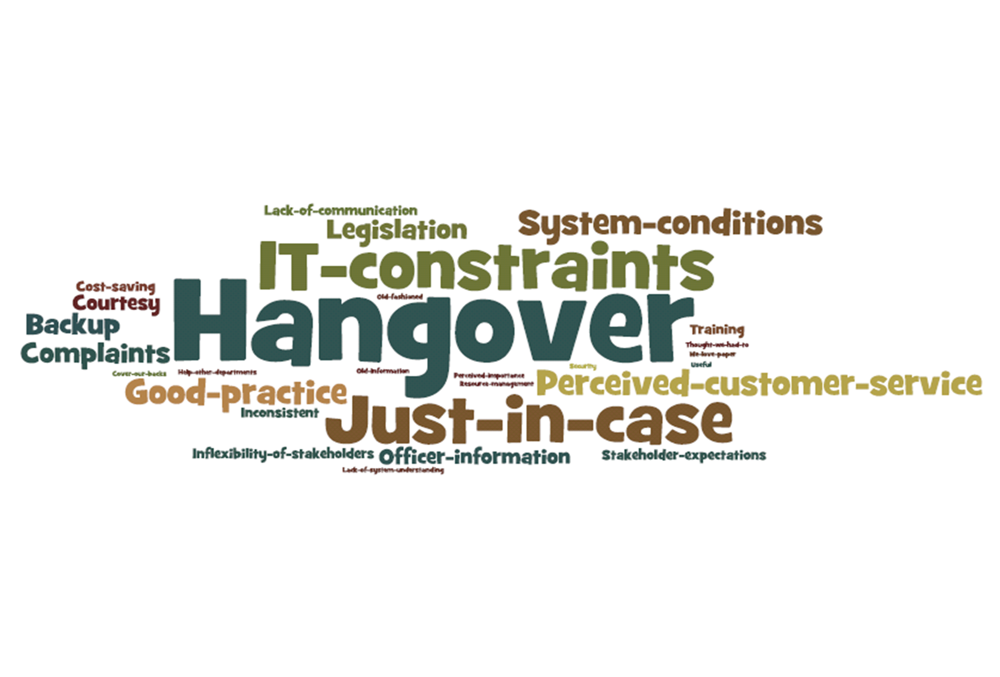 Lack-of-communication
System-conditions
Legislation
IT-constraints
Cost-saving
Old-fashioned
Courtesy
Hangover
Backup
Training
Thought-we-had-to
Complaints
We-love-paper
Useful
Security
Cover-our-backs
Help-other-departments
Old-information
Perceived-importance
Resource-management
Perceived-customer-service
Good-practice
Inconsistent
Just-in-case
Inflexibility-of-stakeholders
Officer-information
Stakeholder-expectations
Lack-of-system-understanding